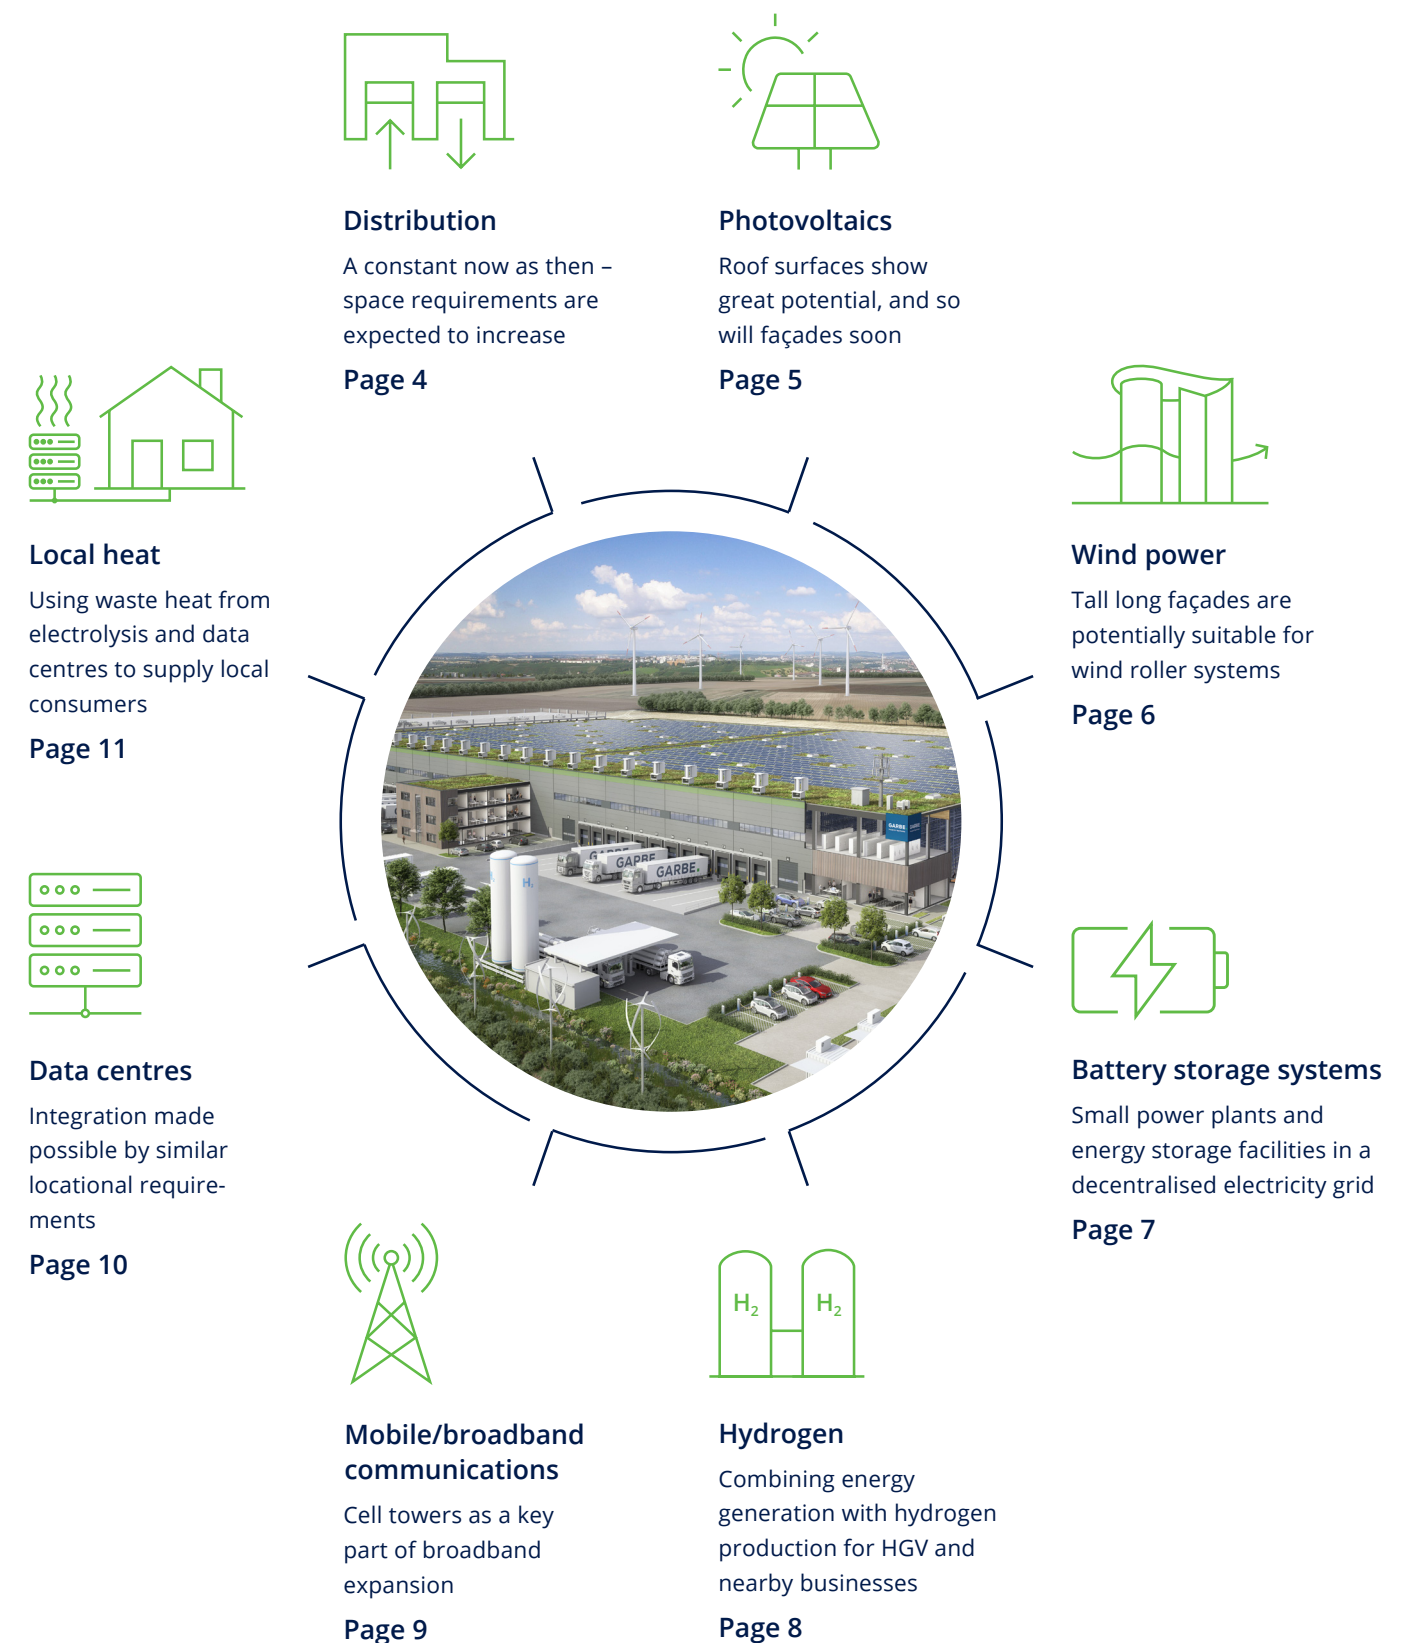 Distribution
A constant now as then –
space requirements are
expected to increase
Page 4
Photovoltaics
Roof surfaces show
great potential, and so
will façades soon
Page 5
Wind power
Tall long façades are
potentially suitable for
wind roller systems
Page 6
Battery storage systems
Small power plants and
energy storage facilities in a
decentralised electricity grid
Page 7
H2
H2
Hydrogen
Combining energy
generation with hydrogen
production for HGV and
nearby businesses
Page 8
Mobile/broadband
communications
Cell towers as a key
part of broadband
expansion
Page 9
Data centres
Integration made
possible by similar
locational require-
ments
Page 10
Local heat
Using waste heat from
electrolysis and data
centres to supply local
consumers
Page 11
GARBE
GARBE.
GARBE
H2